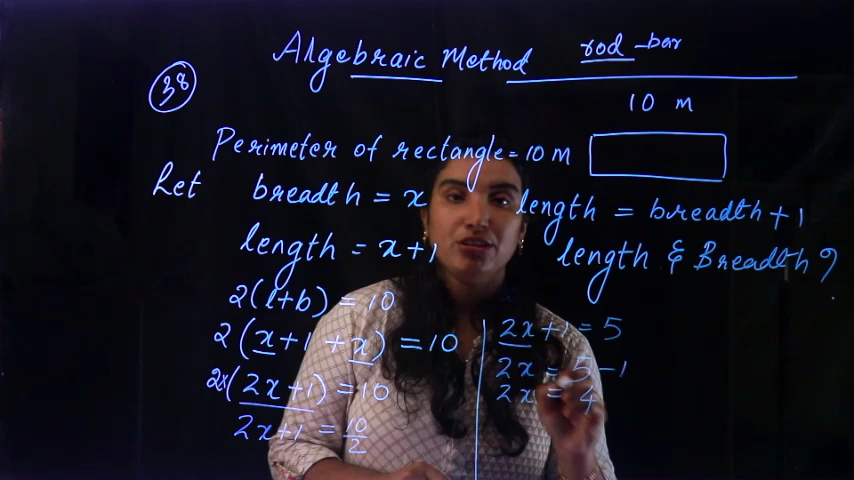 Algebraic Method
rod - bar
38
10 m
Perimeter of rectangle = 10 m
Let breadth = x
length = breadth + 1
length = x + 1
length & Breadth ?
2(l+b) = 10
2(x+1+x) = 10
2×(2x+1) = 10
2x+1 = 10/2
2x+1 = 5
2x = 5-1
2x = 4